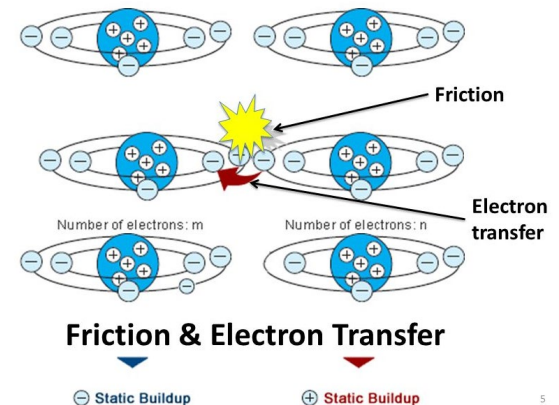 Friction
Electron
transfer
Number of electrons: m
Number of electrons: n
Friction & Electron Transfer
Static Buildup
Static Buildup
5